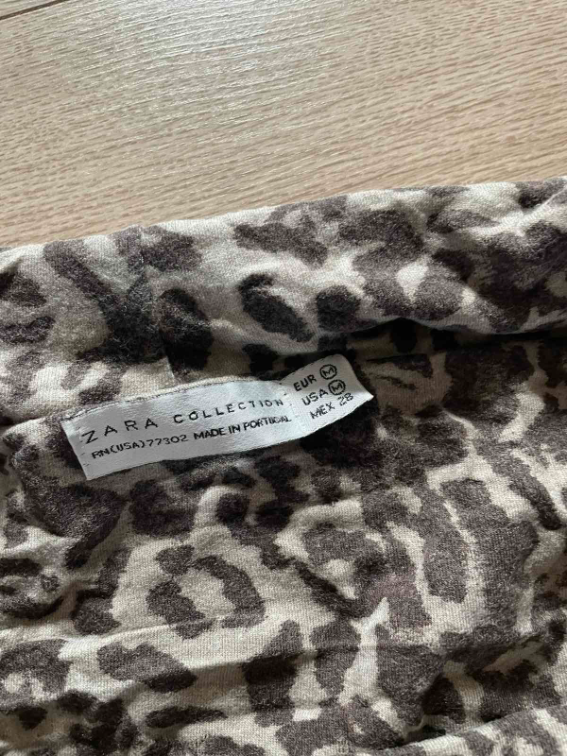 ZARA COLLECTION
RN(USA)77302 MADE IN PORTUGAL
EUR M
USA M
MEX 28